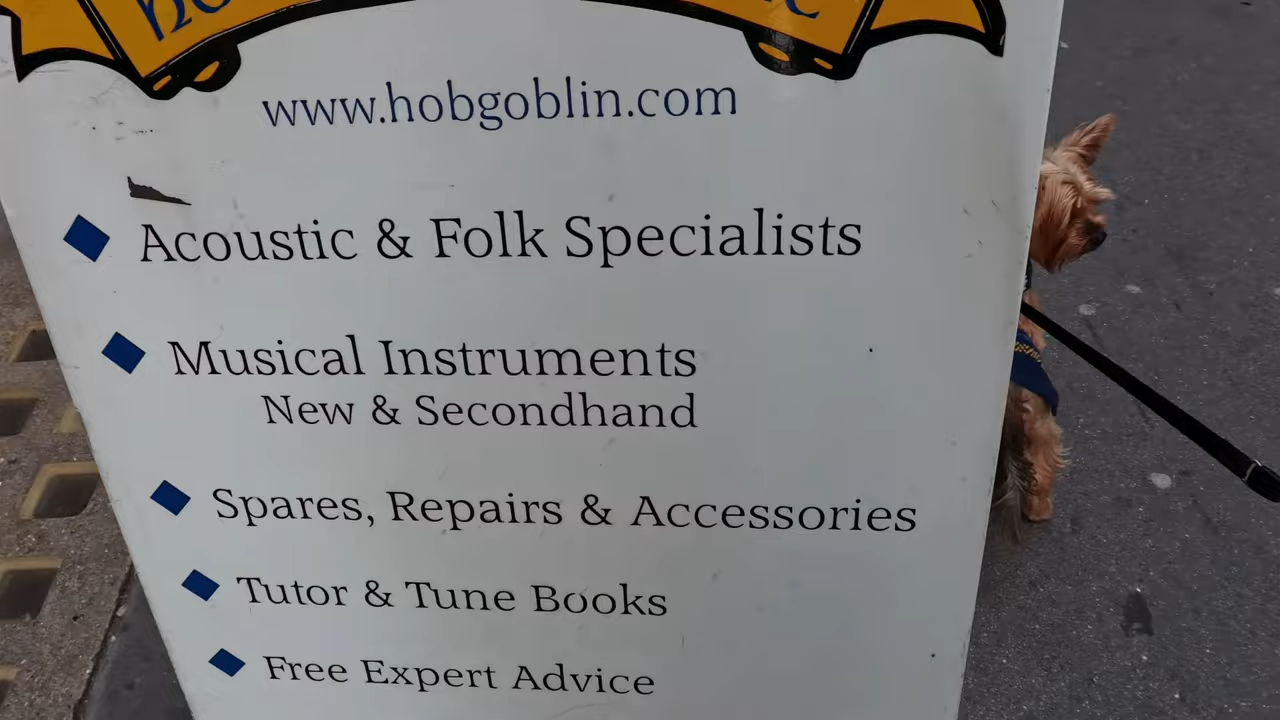 www.hobgoblin.com
Acoustic & Folk Specialists
Musical Instruments
New & Secondhand
Spares, Repairs & Accessories
Tutor & Tune Books
Free Expert Advice